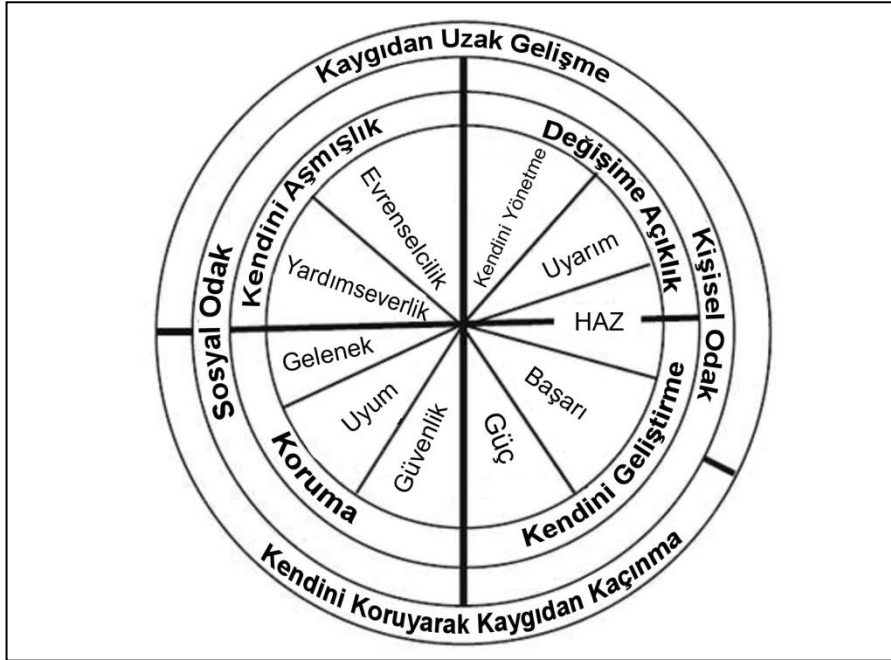 Kaygıdan Uzak Gelişme
Kendini Aşmışlık
Değişime Açıklık
Evrenselcilik
Kendini Yönetme
Uyarım
Yardımseverlik
HAZ
Sosyal Odak
Kişisel Odak
Gelenek
Başarı
Uyum
Güvenlik
Güç
Koruma
Kendini Geliştirme
Kendini Koruyarak Kaygıdan Kaçınma